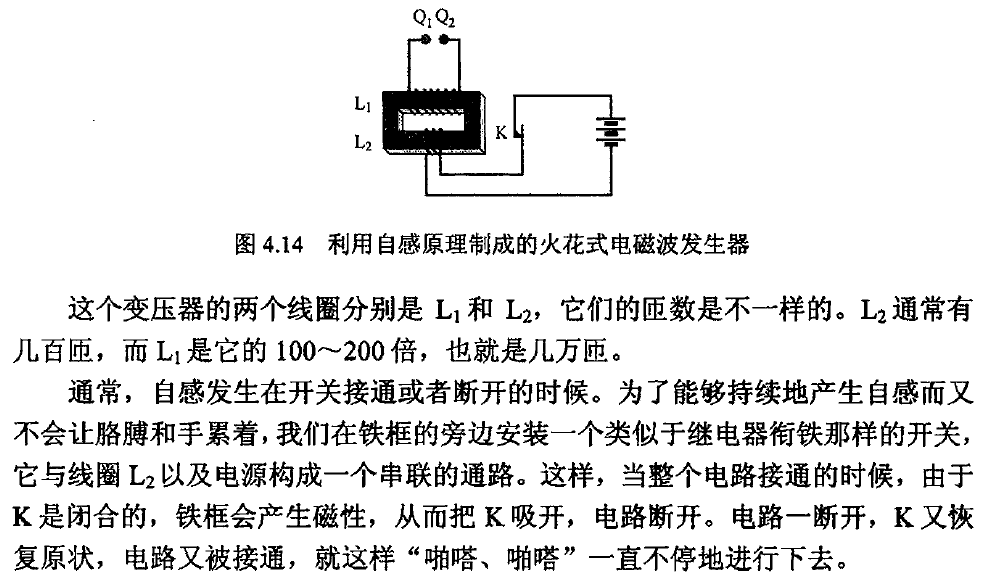 Q₁ Q₂
L₁
L₂
K
图 4.14 利用自感原理制成的火花式电磁波发生器
这个变压器的两个线圈分别是 L₁ 和 L₂，它们的匝数是不一样的。L₂ 通常有
几百匝，而 L₁ 是它的 100～200 倍，也就是几万匝。
通常，自感发生在开关接通或者断开的时候。为了能够持续地产生自感而又
不会让胳膊和手累着，我们在铁框的旁边安装一个类似于继电器衔铁那样的开关，
它与线圈 L₂ 以及电源构成一个串联的通路。这样，当整个电路接通的时候，由于
K 是闭合的，铁框会产生磁性，从而把 K 吸开，电路断开。电路一断开，K 又恢
复原状，电路又被接通，就这样“啪嗒、啪嗒”一直不停地进行下去。